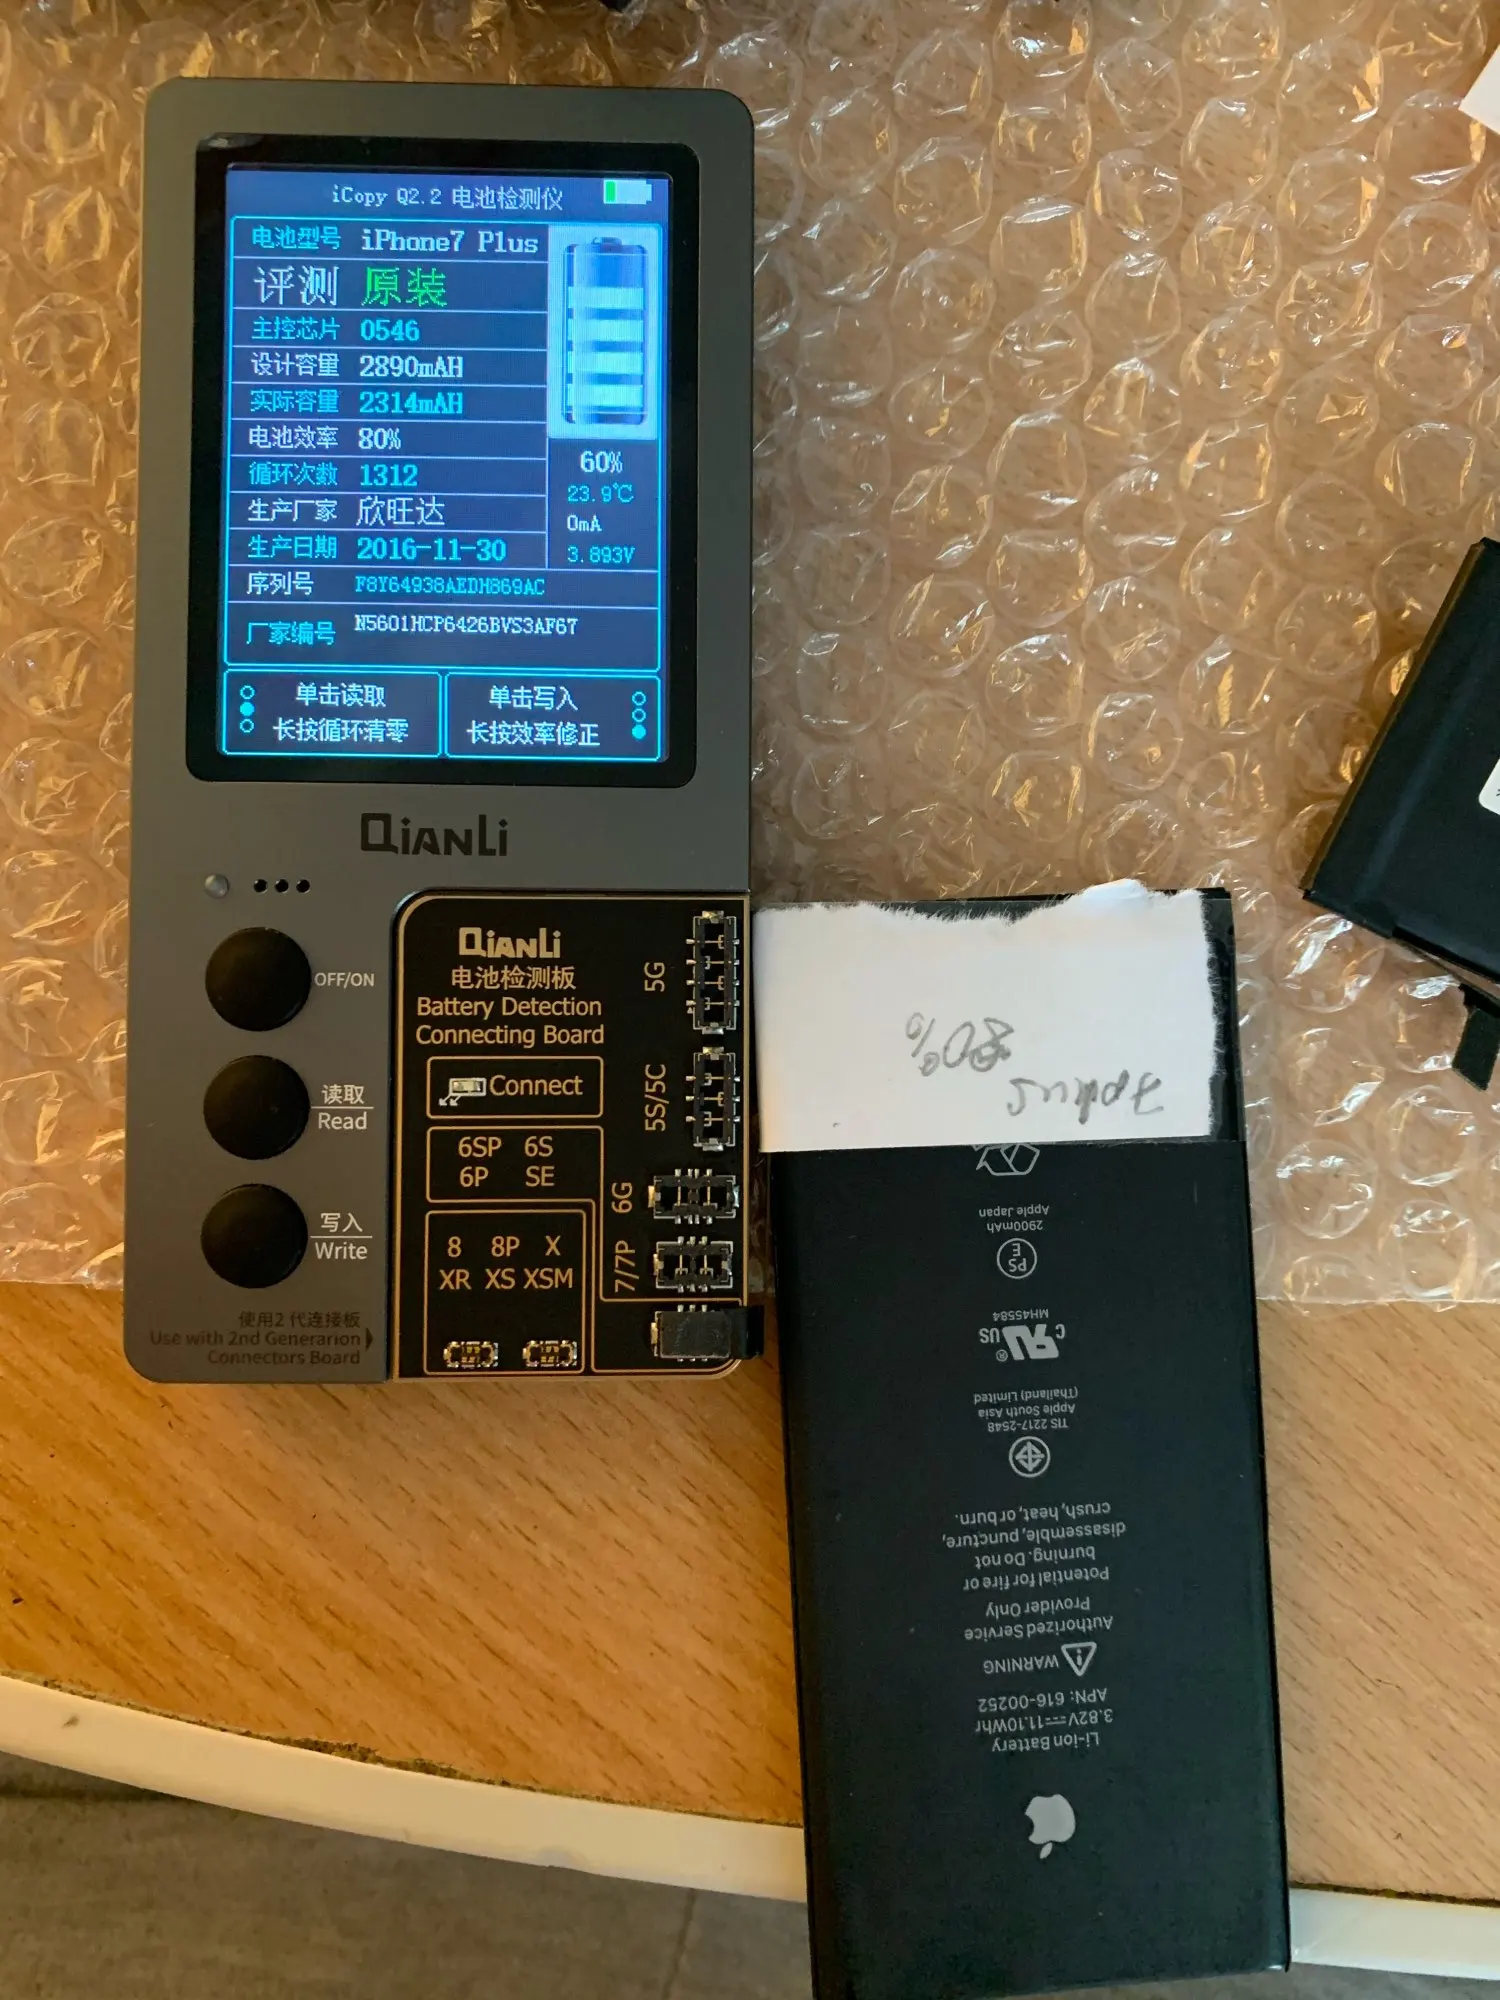 iCopy Q2.2 电池检测仪
电池型号 iPhone7 Plus
评测 原装
主控芯片 0546
设计容量 2890mAH
实际容量 2314mAH
电池效率 80%
循环次数 1312
生产厂家 欣旺达
生产日期 2016-11-30
60%
23.9℃
0mA
3.893V
序列号 F8Y64938AEDH869AC
厂家编号 N5601HCP6426BVS3AF67
单击读取
长按循环清零
单击写入
长按效率修正
QIANLI
OFF/ON
读取
Read
写入
Write
使用2代连接板
Use with 2nd Generarion
Connectors Board
QIANLI
电池检测板
Battery Detection
Connecting Board
Connect
6SP 6S
6P SE
8 8P X
XR XS XSM
5G
5S/5C
6G
7/7P
7plus
80%
Li-ion Battery
3.82V⎓11.10Whr
APN: 616-00252
WARNING
Authorized Service
Provider Only
Potential for fire or
burning. Do not
disassemble, puncture,
crush, heat, or burn.
TIS 2217-2548
Apple South Asia
(Thailand) Limited
c RU US ®
MH45584
PS
E
2900mAh
Apple Japan